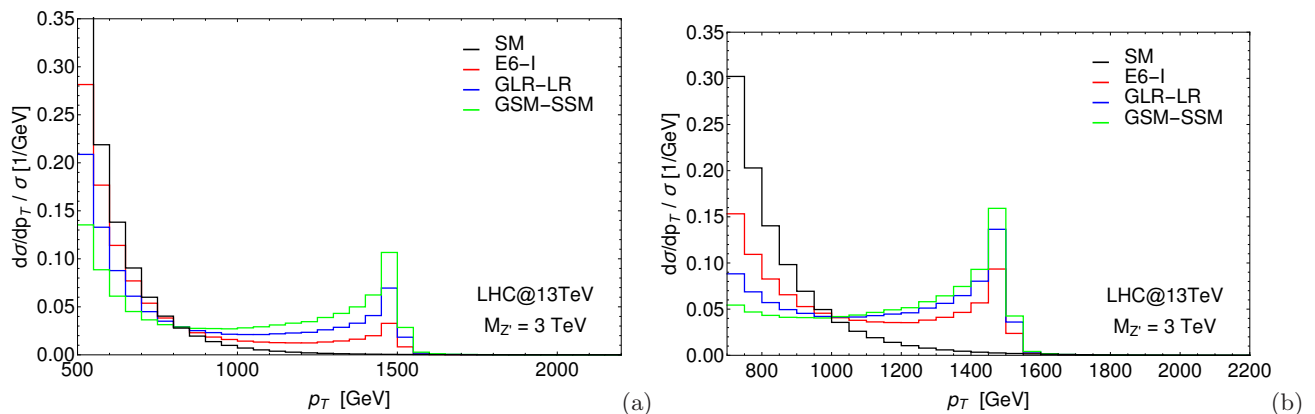 0.35
0.30
0.25
0.20
0.15
0.10
0.05
0.00
dσ/dp_T / σ [1/GeV]
SM
E6−I
GLR−LR
GSM−SSM
LHC@13TeV
M_Z' = 3 TeV
500 1000 1500 2000
p_T [GeV]
(a)
0.35
0.30
0.25
0.20
0.15
0.10
0.05
0.00
dσ/dp_T / σ [1/GeV]
SM
E6−I
GLR−LR
GSM−SSM
LHC@13TeV
M_Z' = 3 TeV
800 1000 1200 1400 1600 1800 2000 2200
p_T [GeV]
(b)